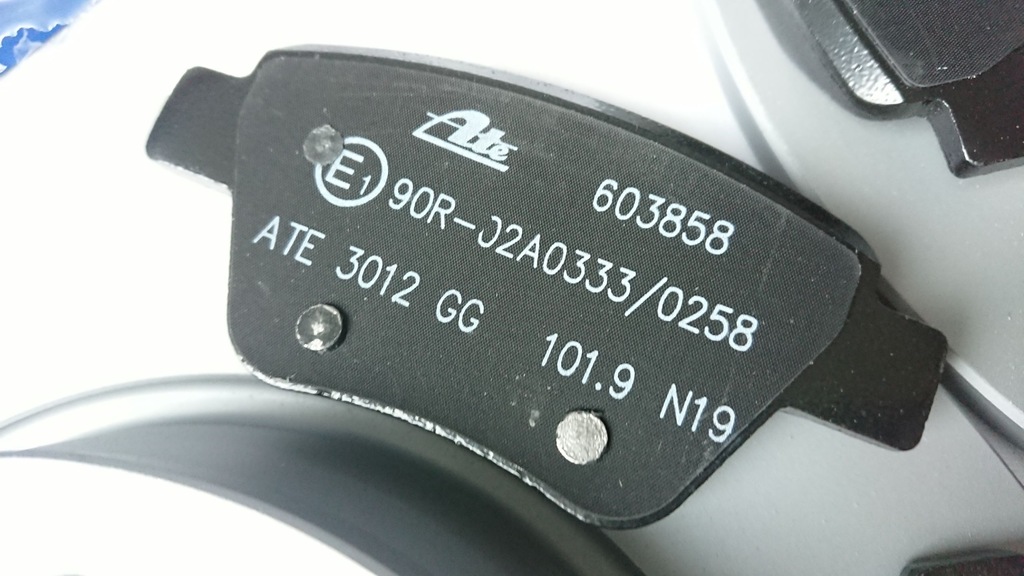 Ate
603858
E1 90R-02A0333/0258
ATE 3012 GG 101.9 N19